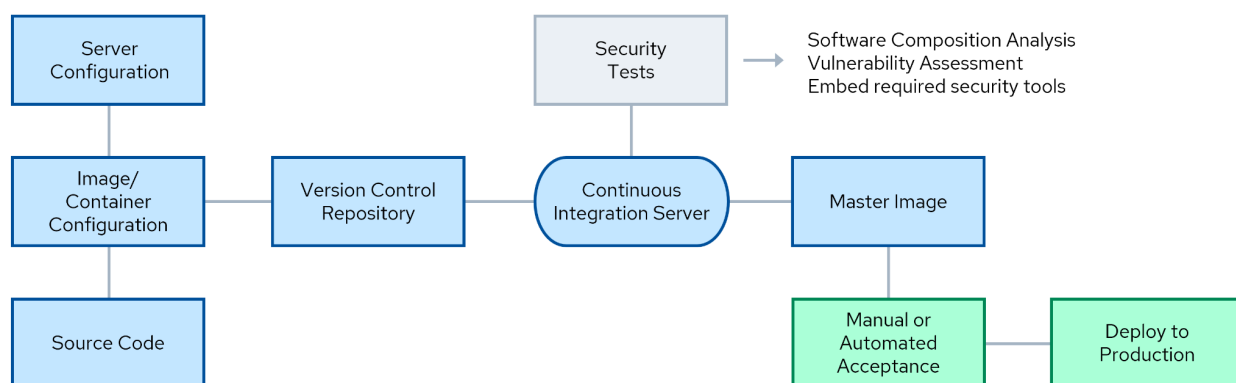 Server
Configuration
Security
Tests
Software Composition Analysis
Vulnerability Assessment
Embed required security tools
Image/
Container
Configuration
Version Control
Repository
Continuous
Integration Server
Master Image
Source Code
Manual or
Automated
Acceptance
Deploy to
Production